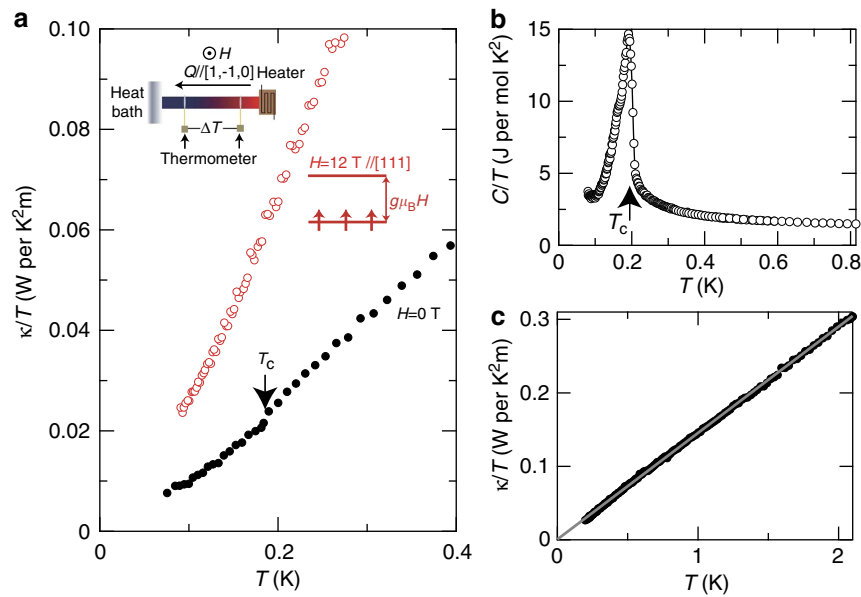 a
κ/T (W per K²m)
0.10
0.08
0.06
0.04
0.02
0
0
0.2
0.4
T (K)
H
Q//[1,-1,0]
Heater
Heat
bath
ΔT
Thermometer
H=12 T //[111]
gμ_BH
H=0 T
T_c
b
C/T (J per mol K²)
15
10
5
0
0
0.2
0.4
0.6
0.8
T (K)
T_c
c
κ/T (W per K²m)
0.3
0.2
0.1
0
0
1
2
T (K)